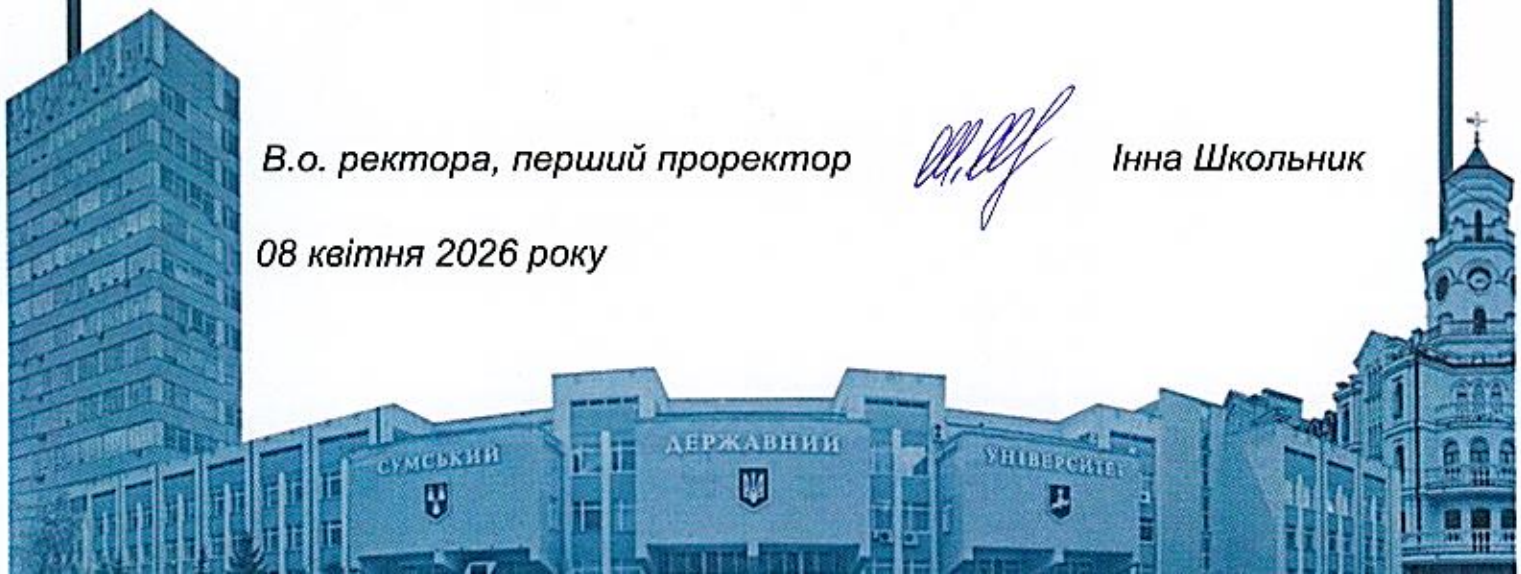 В.о. ректора, перший проректор Інна Школьник
08 квітня 2026 року
СУМСЬКИЙ ДЕРЖАВНИЙ УНІВЕРСИТЕТ